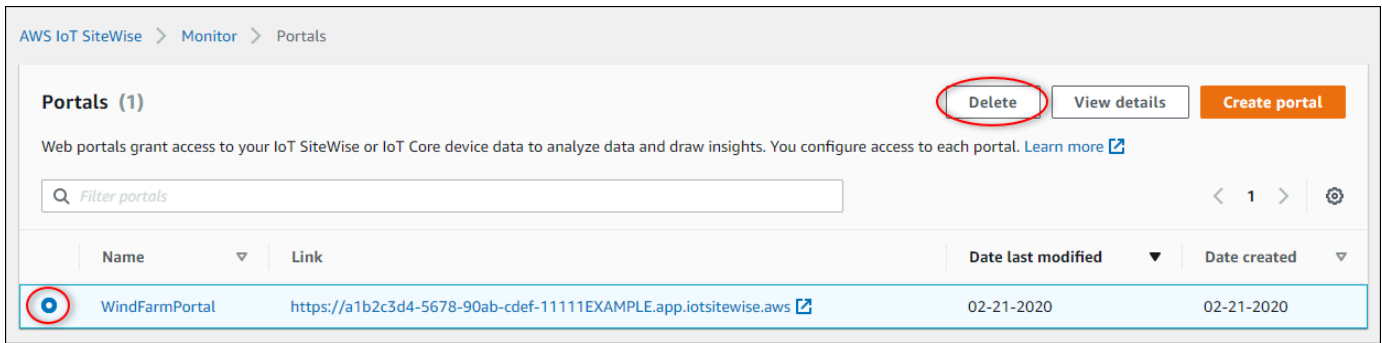 AWS IoT SiteWise > Monitor > Portals
Portals (1) Delete View details Create portal
Web portals grant access to your IoT SiteWise or IoT Core device data to analyze data and draw insights. You configure access to each portal. Learn more
Filter portals < 1 >
Name Link Date last modified Date created
WindFarmPortal https://a1b2c3d4-5678-90ab-cdef-11111EXAMPLE.app.iotsitewise.aws 02-21-2020 02-21-2020